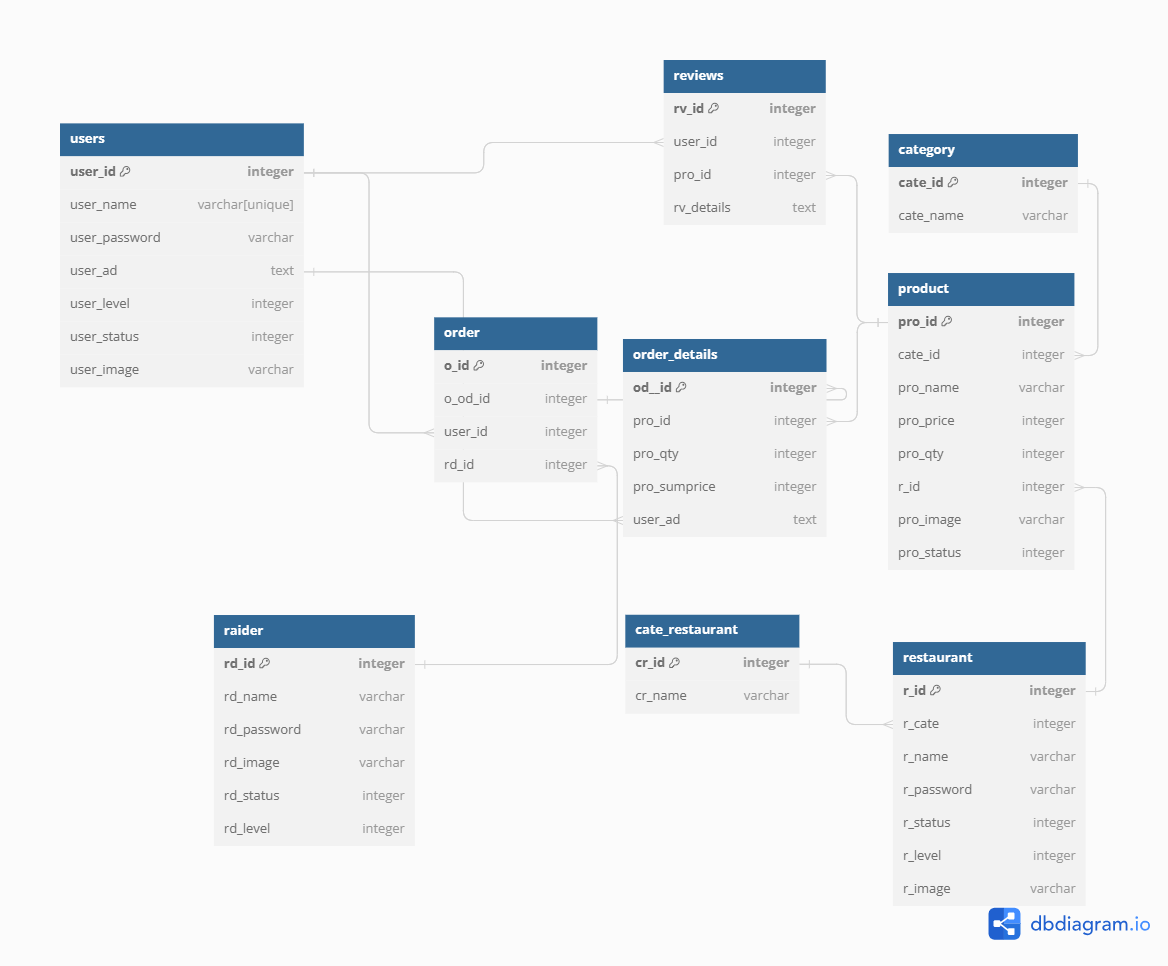 users
user_id integer
user_name varchar[unique]
user_password varchar
user_ad text
user_level integer
user_status integer
user_image varchar
reviews
rv_id integer
user_id integer
pro_id integer
rv_details text
category
cate_id integer
cate_name varchar
product
pro_id integer
cate_id integer
pro_name varchar
pro_price integer
pro_qty integer
r_id integer
pro_image varchar
pro_status integer
order
o_id integer
o_od_id integer
user_id integer
rd_id integer
order_details
od__id integer
pro_id integer
pro_qty integer
pro_sumprice integer
user_ad text
raider
rd_id integer
rd_name varchar
rd_password varchar
rd_image varchar
rd_status integer
rd_level integer
cate_restaurant
cr_id integer
cr_name varchar
restaurant
r_id integer
r_cate integer
r_name varchar
r_password varchar
r_status integer
r_level integer
r_image varchar
dbdiagram.io